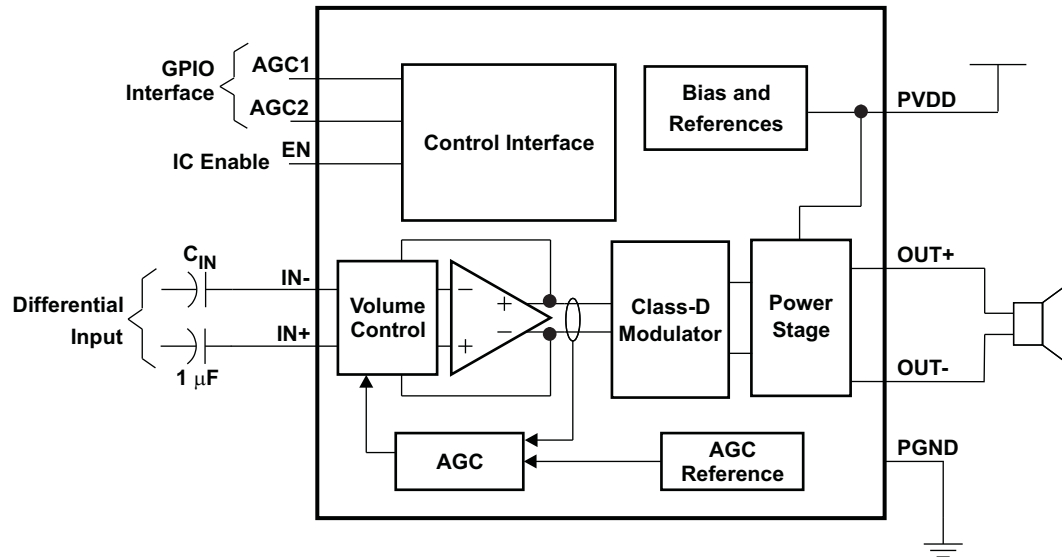 GPIO
Interface
AGC1
AGC2
EN
IC Enable
Control Interface
Bias and
References
PVDD
C_IN
Differential
Input
IN-
IN+
1 μF
Volume
Control
−
+
+
−
Class-D
Modulator
Power
Stage
OUT+
OUT-
AGC
AGC
Reference
PGND